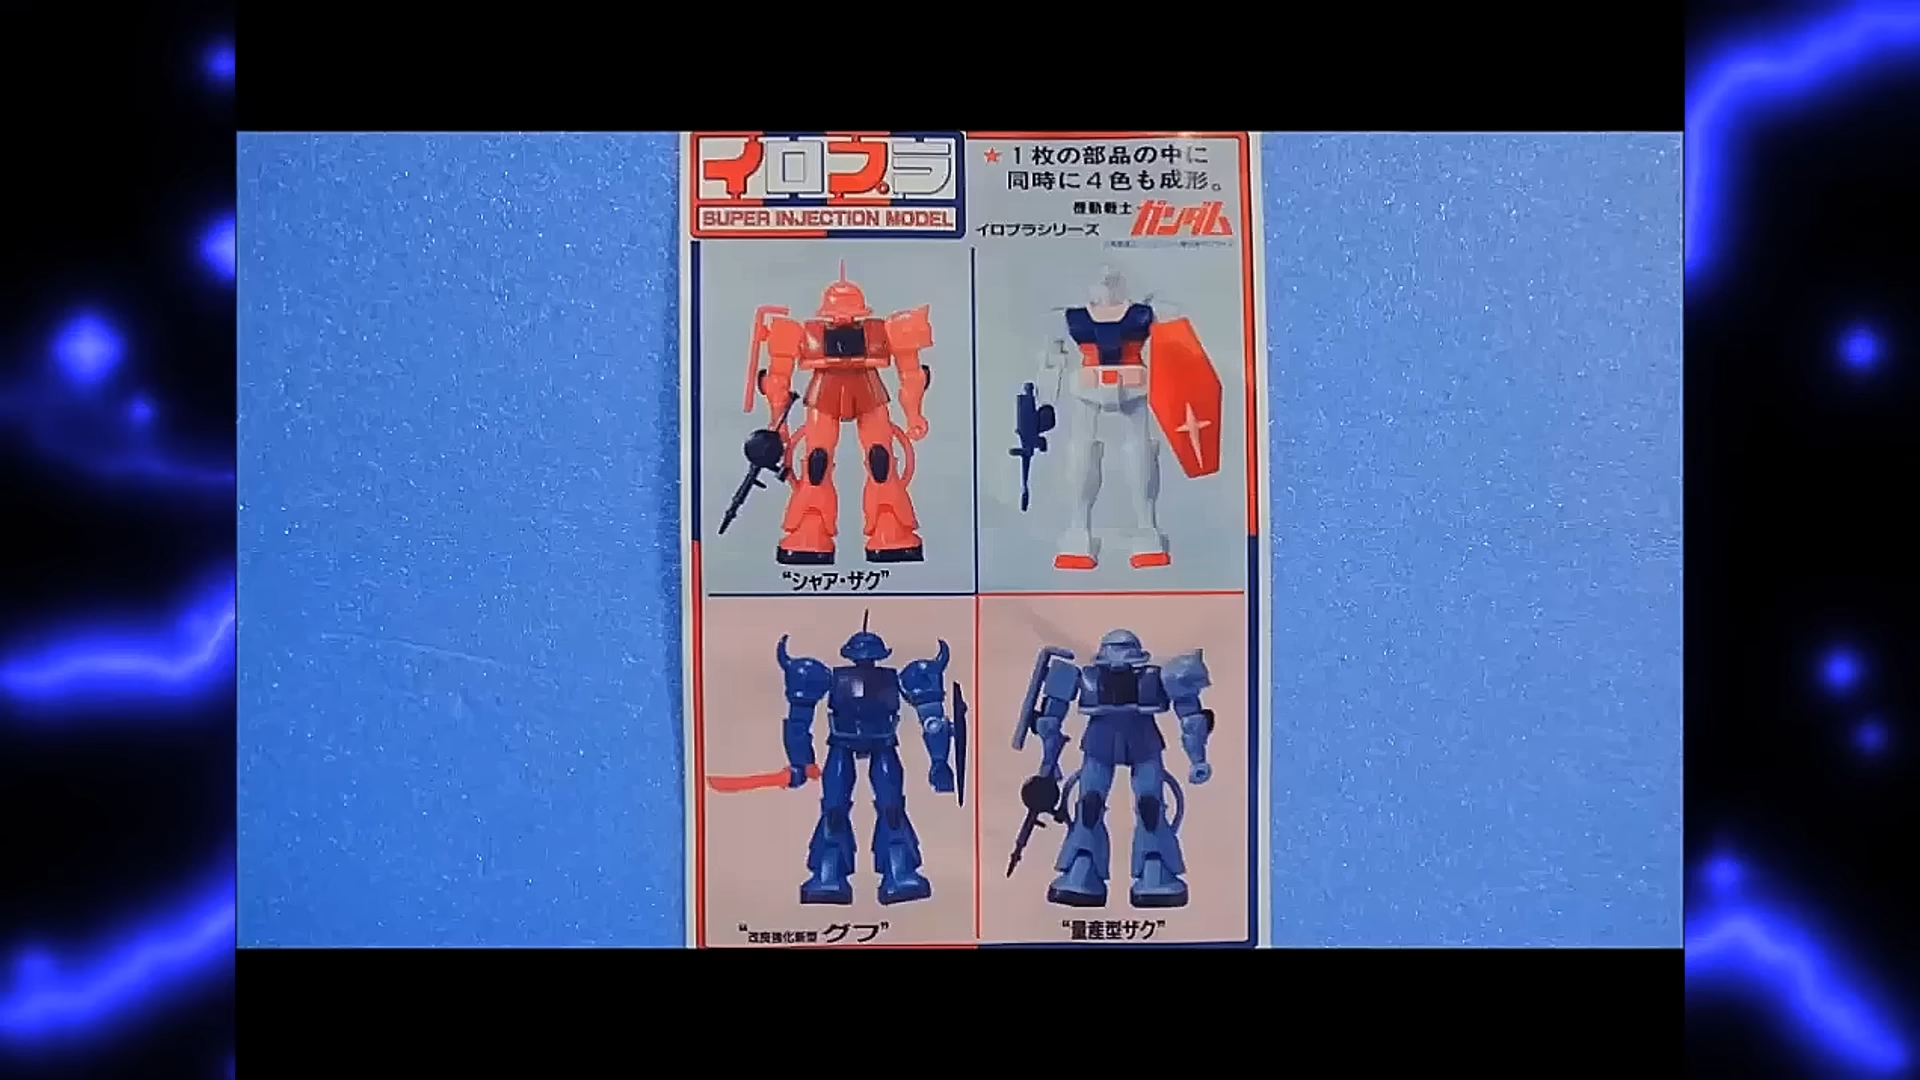 イロプラ
SUPER INJECTION MODEL
★１枚の部品の中に
同時に４色も成形。
機動戦士ガンダム
イロプラシリーズ
“シャア・ザク”
“改良強化新型グフ”
“量産型ザク”